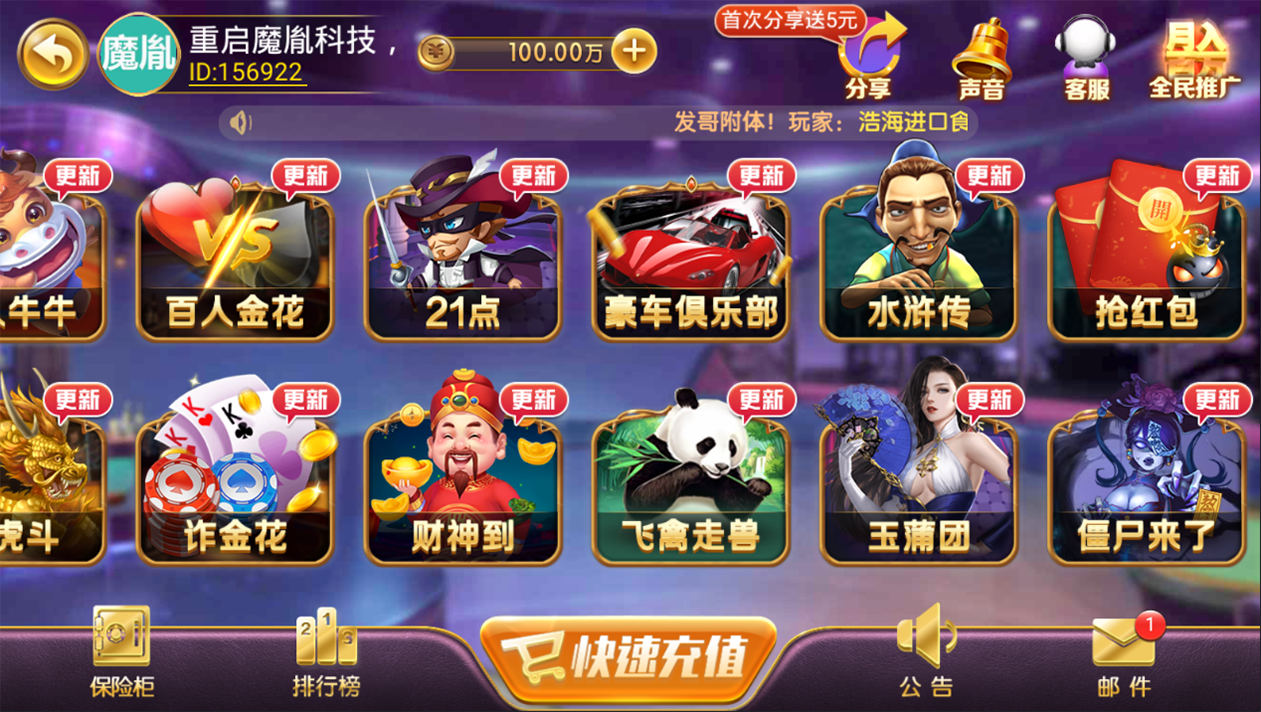 魔胤
重启魔胤科技，
ID:156922
100.00万
首次分享送5元
分享
声音
客服
月入
全民推广
发哥附体！玩家：浩海进口食
更新
牛牛
更新
VS
百人金花
更新
21点
更新
豪车俱乐部
更新
水浒传
更新
開
抢红包
更新
虎斗
更新
K
K
K
诈金花
更新
财神到
更新
飞禽走兽
更新
玉蒲团
更新
僵尸来了
保险柜
2 1 3
排行榜
快速充值
公告
1
邮件